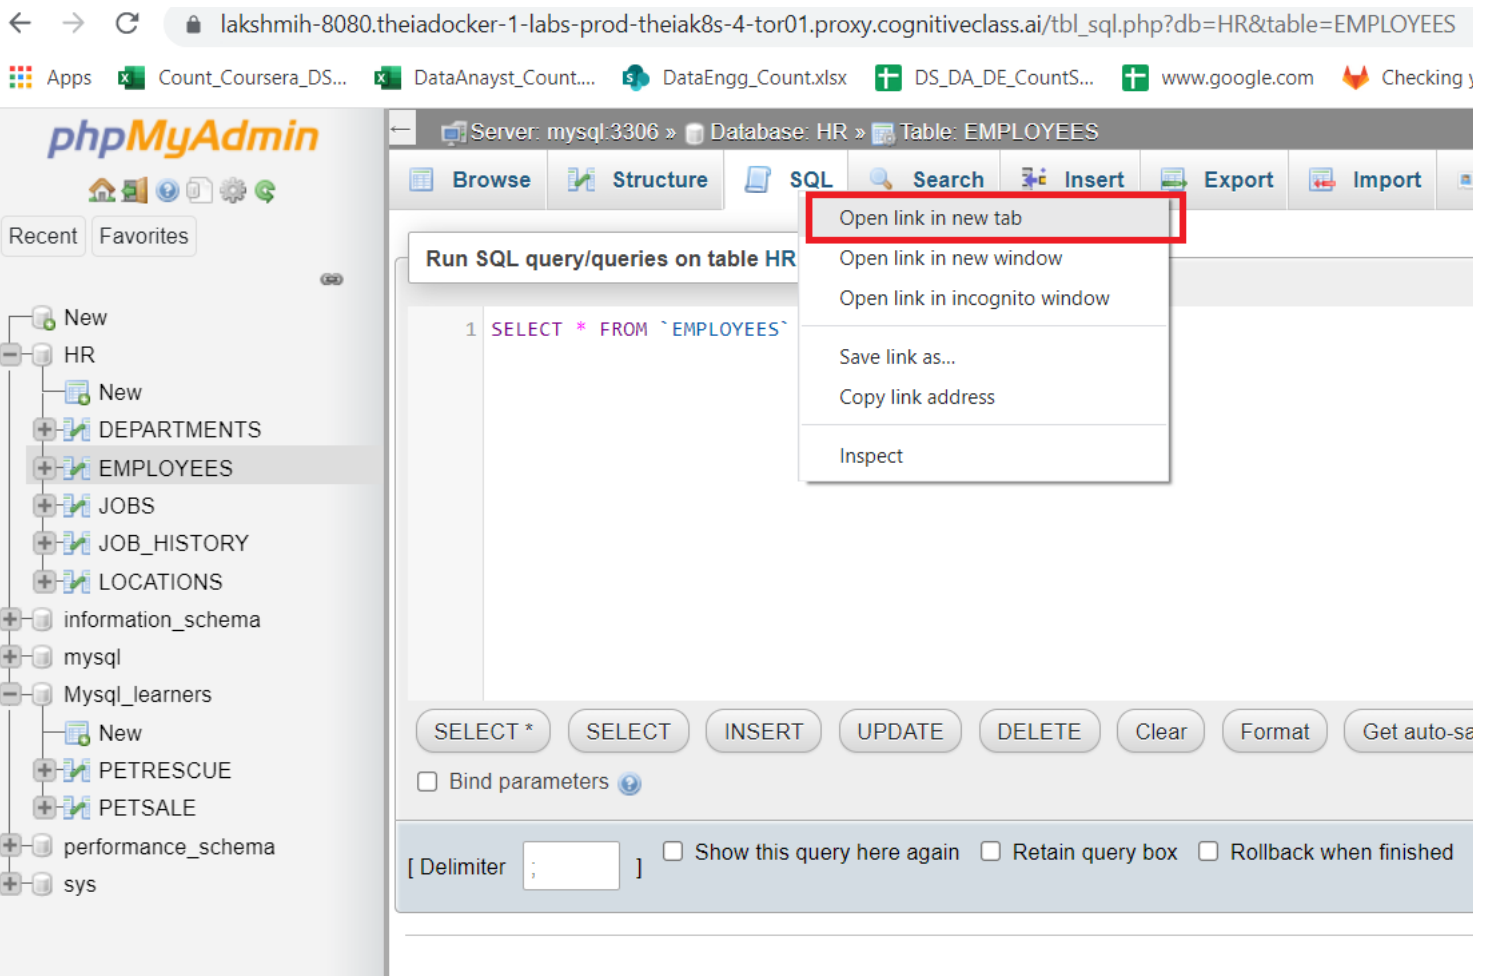 lakshmih-8080.theiadocker-1-labs-prod-theiak8s-4-tor01.proxy.cognitiveclass.ai/tbl_sql.php?db=HR&table=EMPLOYEES
Apps Count_Coursera_DS... DataAnayst_Count.... DataEngg_Count.xlsx DS_DA_DE_CountS... www.google.com Checking y
phpMyAdmin
Recent Favorites
New
HR
New
DEPARTMENTS
EMPLOYEES
JOBS
JOB_HISTORY
LOCATIONS
information_schema
mysql
Mysql_learners
New
PETRESCUE
PETSALE
performance_schema
sys
Server: mysql:3306 » Database: HR » Table: EMPLOYEES
Browse Structure SQL Search Insert Export Import
Run SQL query/queries on table HR
1 SELECT * FROM `EMPLOYEES`
Open link in new tab
Open link in new window
Open link in incognito window
Save link as...
Copy link address
Inspect
SELECT * SELECT INSERT UPDATE DELETE Clear Format Get auto-sa
Bind parameters
[ Delimiter ; ] Show this query here again Retain query box Rollback when finished